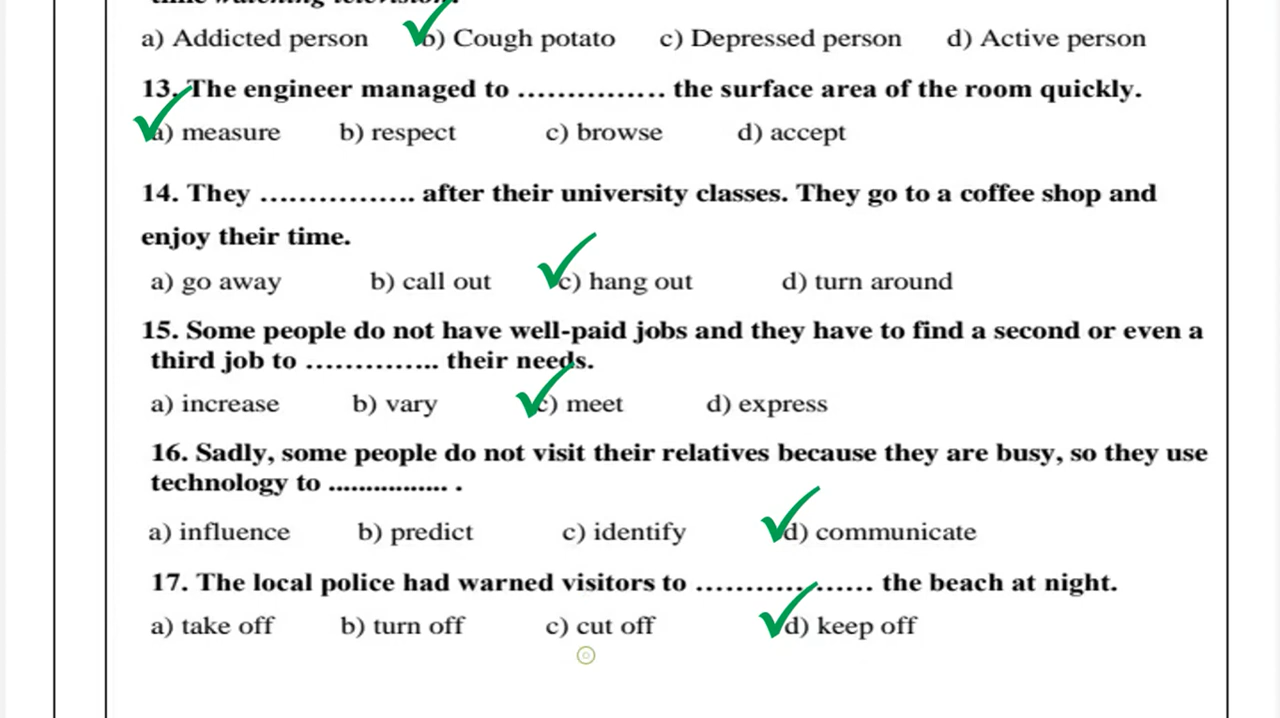 time watching television.
a) Addicted person b) Cough potato c) Depressed person d) Active person
13. The engineer managed to …………… the surface area of the room quickly.
a) measure b) respect c) browse d) accept
14. They ……………. after their university classes. They go to a coffee shop and
enjoy their time.
a) go away b) call out c) hang out d) turn around
15. Some people do not have well-paid jobs and they have to find a second or even a
third job to ………….. their needs.
a) increase b) vary c) meet d) express
16. Sadly, some people do not visit their relatives because they are busy, so they use
technology to ................ .
a) influence b) predict c) identify d) communicate
17. The local police had warned visitors to ……………… the beach at night.
a) take off b) turn off c) cut off d) keep off